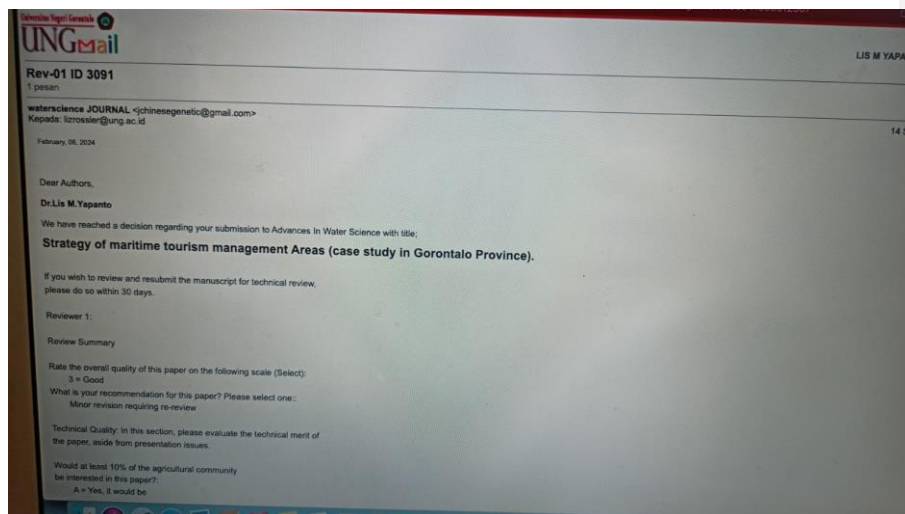 Universitas Negeri Gorontalo
UNGMail
LIS M YAPA
Rev-01 ID 3091
1 pesan
waterscience JOURNAL <jchinesegenetic@gmail.com>
Kepada: lizrossler@ung.ac.id
14 S
February, 06, 2024
Dear Authors,
Dr.Lis M.Yapanto
We have reached a decision regarding your submission to Advances In Water Science with title;
Strategy of maritime tourism management Areas (case study in Gorontalo Province).
If you wish to review and resubmit the manuscript for technical review,
please do so within 30 days.
Reviewer 1:
Review Summary
Rate the overall quality of this paper on the following scale (Select):
3 = Good
What is your recommendation for this paper? Please select one::
Minor revision requiring re-review
Technical Quality: In this section, please evaluate the technical merit of
the paper, aside from presentation issues.
Would at least 10% of the agricultural community
be interested in this paper?:
A = Yes, it would be